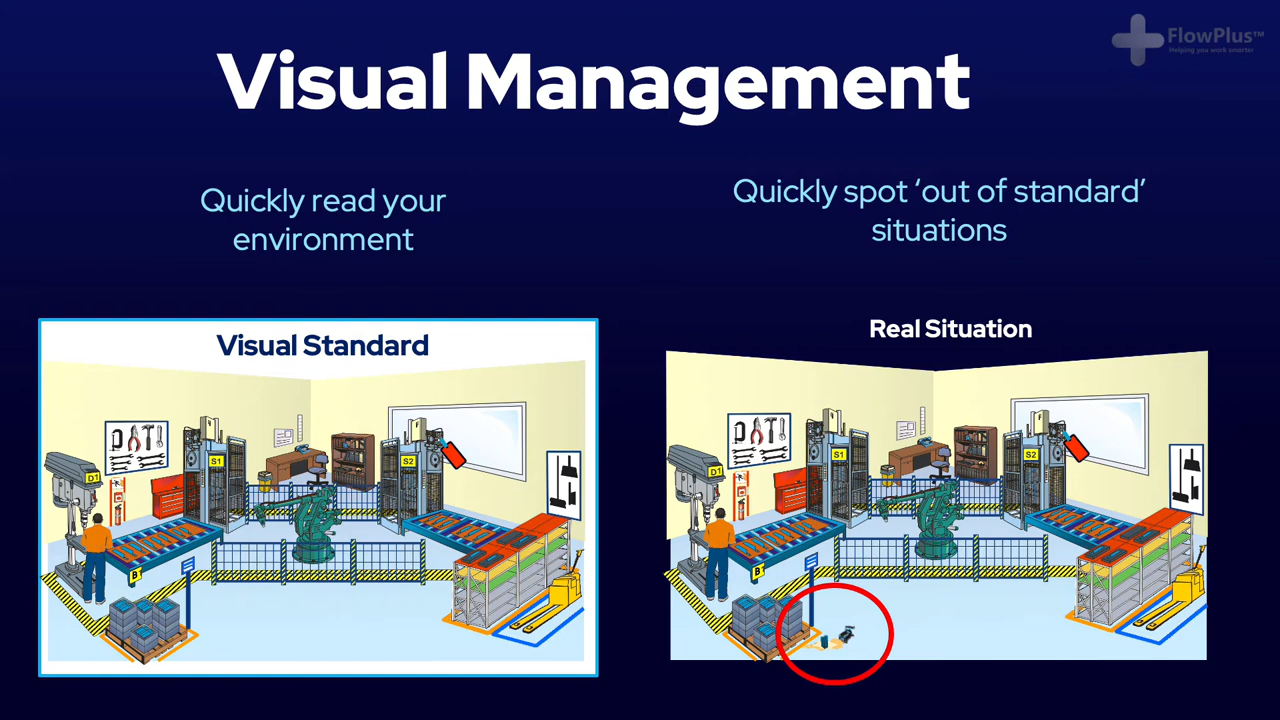 FlowPlus™
Helping you work smarter
Visual Management
Quickly read your
environment
Quickly spot ‘out of standard’
situations
Visual Standard
Real Situation
S1
S2
D1
B
S1
S2
D1
B